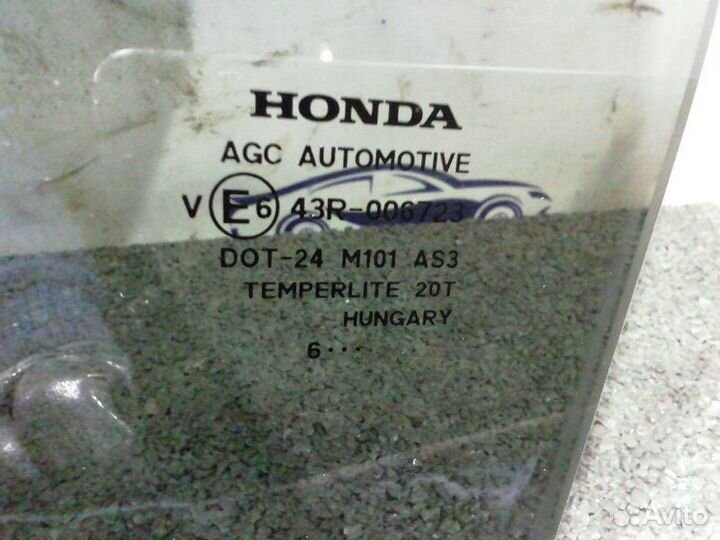 HONDA
AGC AUTOMOTIVE
V E6 43R-006723
DOT-24 M101 AS3
TEMPERLITE 20T
HUNGARY
6···
Avito